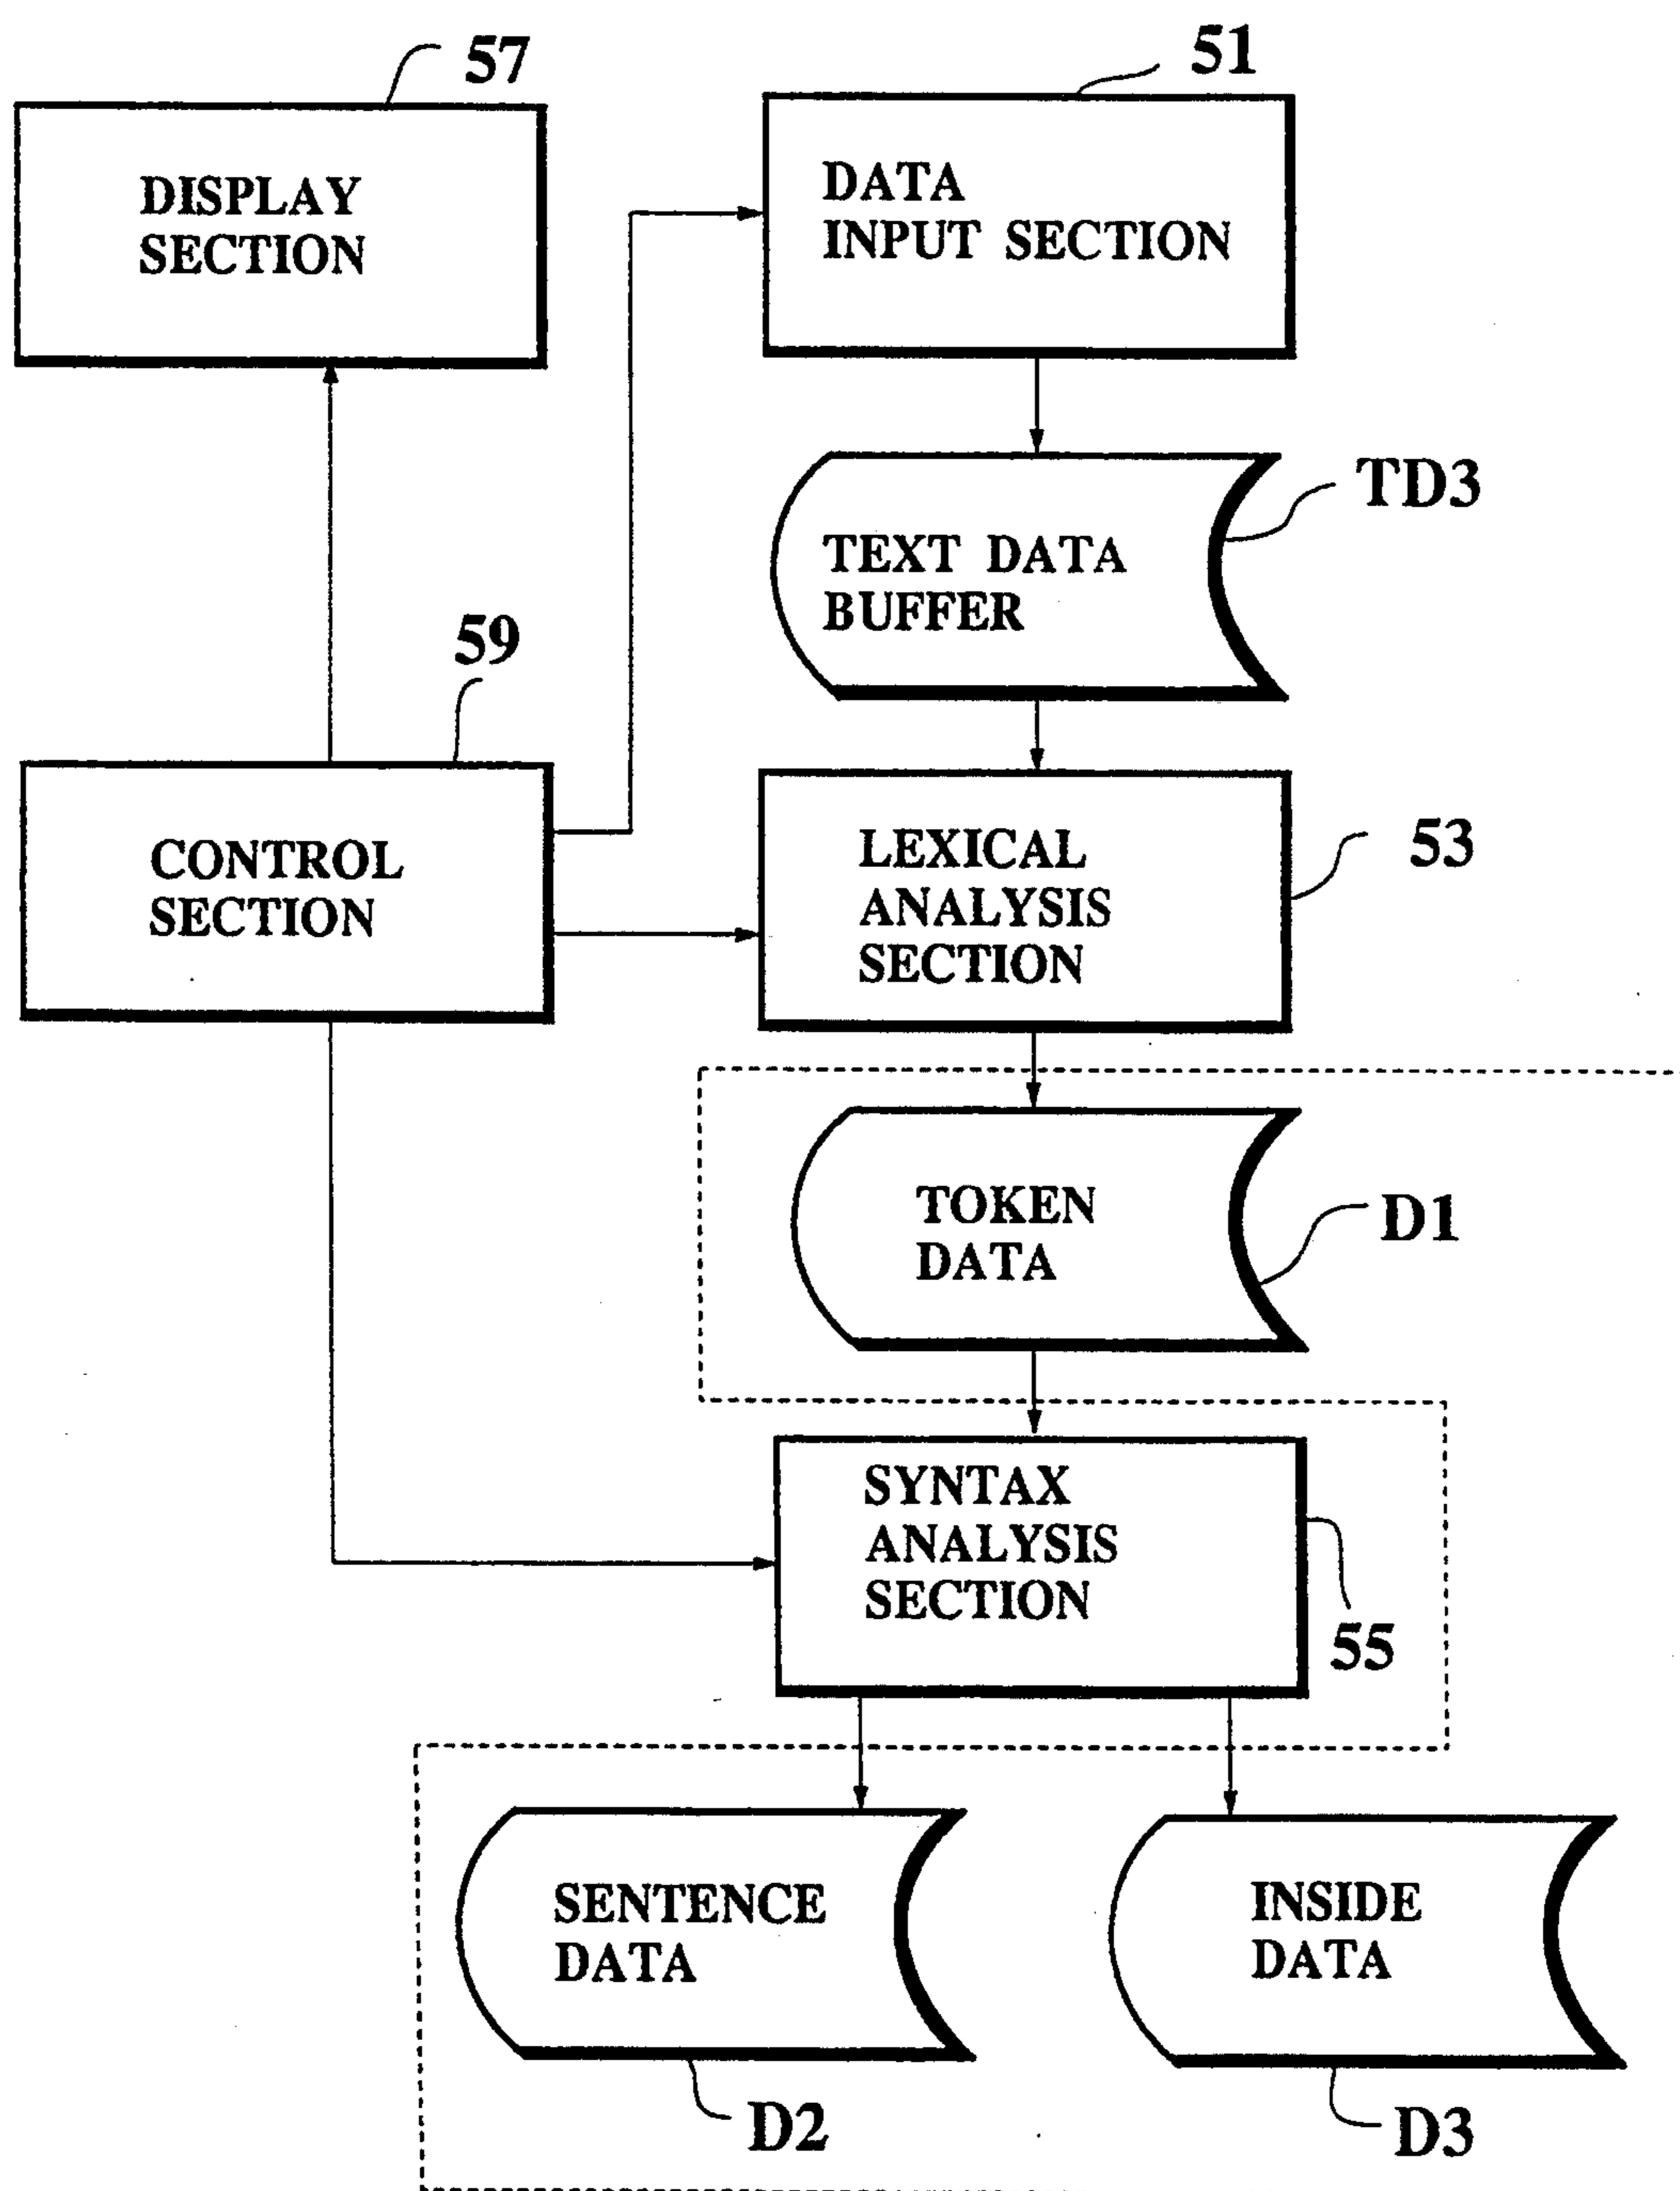 57
51
DISPLAY
SECTION
DATA
INPUT SECTION
TD3
TEXT DATA
BUFFER
59
CONTROL
SECTION
LEXICAL
ANALYSIS
SECTION
53
TOKEN
DATA
D1
SYNTAX
ANALYSIS
SECTION
55
SENTENCE
DATA
INSIDE
DATA
D2
D3